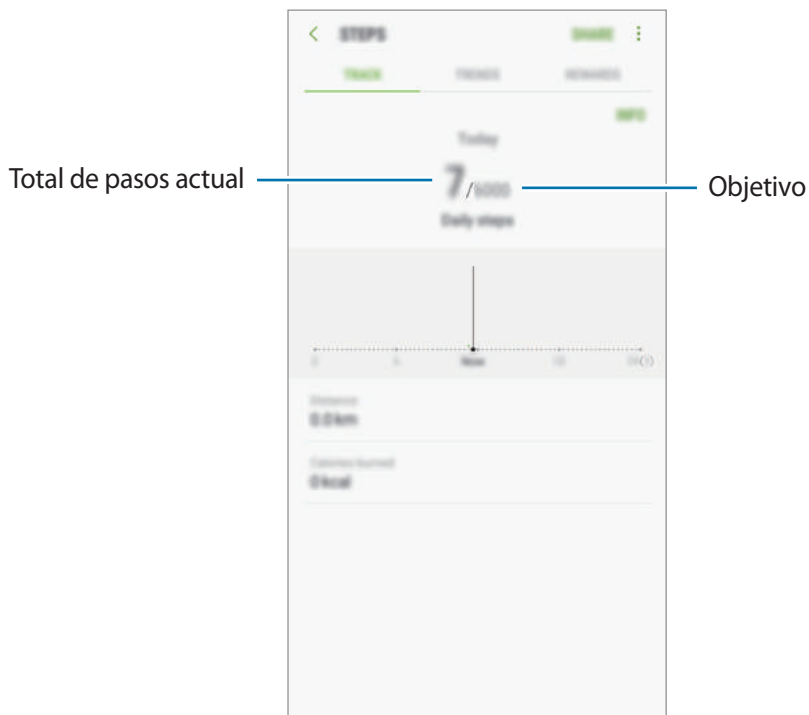 STEPS SHARE
TRACK TRENDS REWARDS
INFO
Today
Total de pasos actual 7/6000 Objetivo
Daily steps
Now
Distance
0.0 km
Calories burned
0 kcal